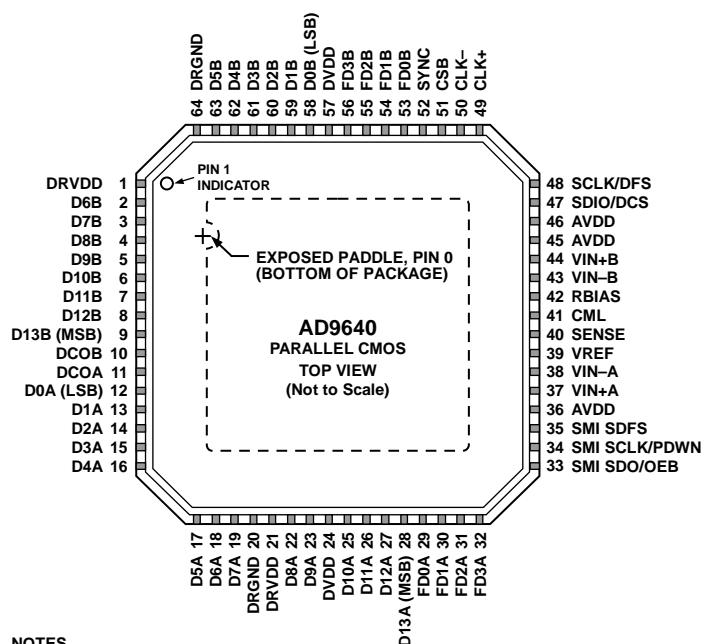 64 DRGND
63 D5B
62 D4B
61 D3B
60 D2B
59 D1B
58 D0B (LSB)
57 DVDD
56 FD3B
55 FD2B
54 FD1B
53 FD0B
52 SYNC
51 CSB
50 CLK–
49 CLK+
PIN 1
INDICATOR
DRVDD 1
D6B 2
D7B 3
D8B 4
D9B 5
D10B 6
D11B 7
D12B 8
D13B (MSB) 9
DCOB 10
DCOA 11
D0A (LSB) 12
D1A 13
D2A 14
D3A 15
D4A 16
EXPOSED PADDLE, PIN 0
(BOTTOM OF PACKAGE)
AD9640
PARALLEL CMOS
TOP VIEW
(Not to Scale)
48 SCLK/DFS
47 SDIO/DCS
46 AVDD
45 AVDD
44 VIN+B
43 VIN–B
42 RBIAS
41 CML
40 SENSE
39 VREF
38 VIN–A
37 VIN+A
36 AVDD
35 SMI SDFS
34 SMI SCLK/PDWN
33 SMI SDO/OEB
D5A 17
D6A 18
D7A 19
DRGND 20
DRVDD 21
D8A 22
D9A 23
DVDD 24
D10A 25
D11A 26
D12A 27
D13A (MSB) 28
FD0A 29
FD1A 30
FD2A 31
FD3A 32
NOTES